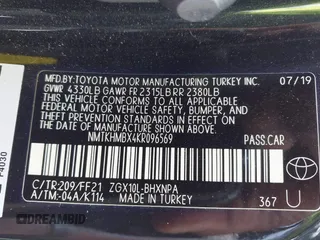 MFD.BY:TOYOTA MOTOR MANUFACTURING TURKEY INC. 07/19
GVWR 4330LB GAWR FR 2315LB RR 2380LB
THIS VEHICLE CONFORMS TO ALL APPLICABLE
FEDERAL MOTOR VEHICLE SAFETY, BUMPER, AND
THEFT PREVENTION STANDARDS IN EFFECT ON
THE DATE OF MANUFACTURE SHOWN ABOVE.
NMTKHMBX4KR096569 PASS.CAR
C/TR:209/FF21 ZGX10L-BHXNPA
A/TM:-04A/K114 MADE IN TURKEY 367 U
P4030
DREAMBID